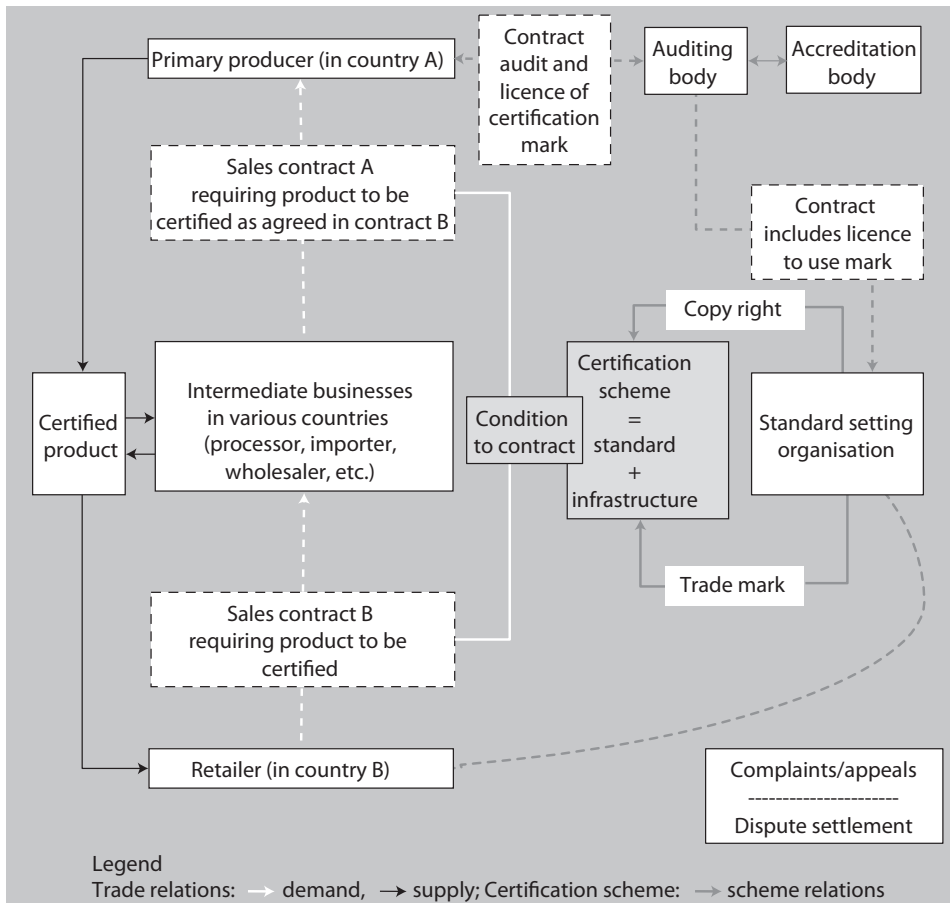 Primary producer (in country A)
Contract
audit and
licence of
certification
mark
Auditing
body
Accreditation
body
Sales contract A
requiring product to be
certified as agreed in contract B
Contract
includes licence
to use mark
Copy right
Certified
product
Intermediate businesses
in various countries
(processor, importer,
wholesaler, etc.)
Condition
to contract
Certification
scheme
=
standard
+
infrastructure
Standard setting
organisation
Trade mark
Sales contract B
requiring product to be
certified
Retailer (in country B)
Complaints/appeals
-----------------------
Dispute settlement
Legend
Trade relations: → demand, → supply; Certification scheme: → scheme relations